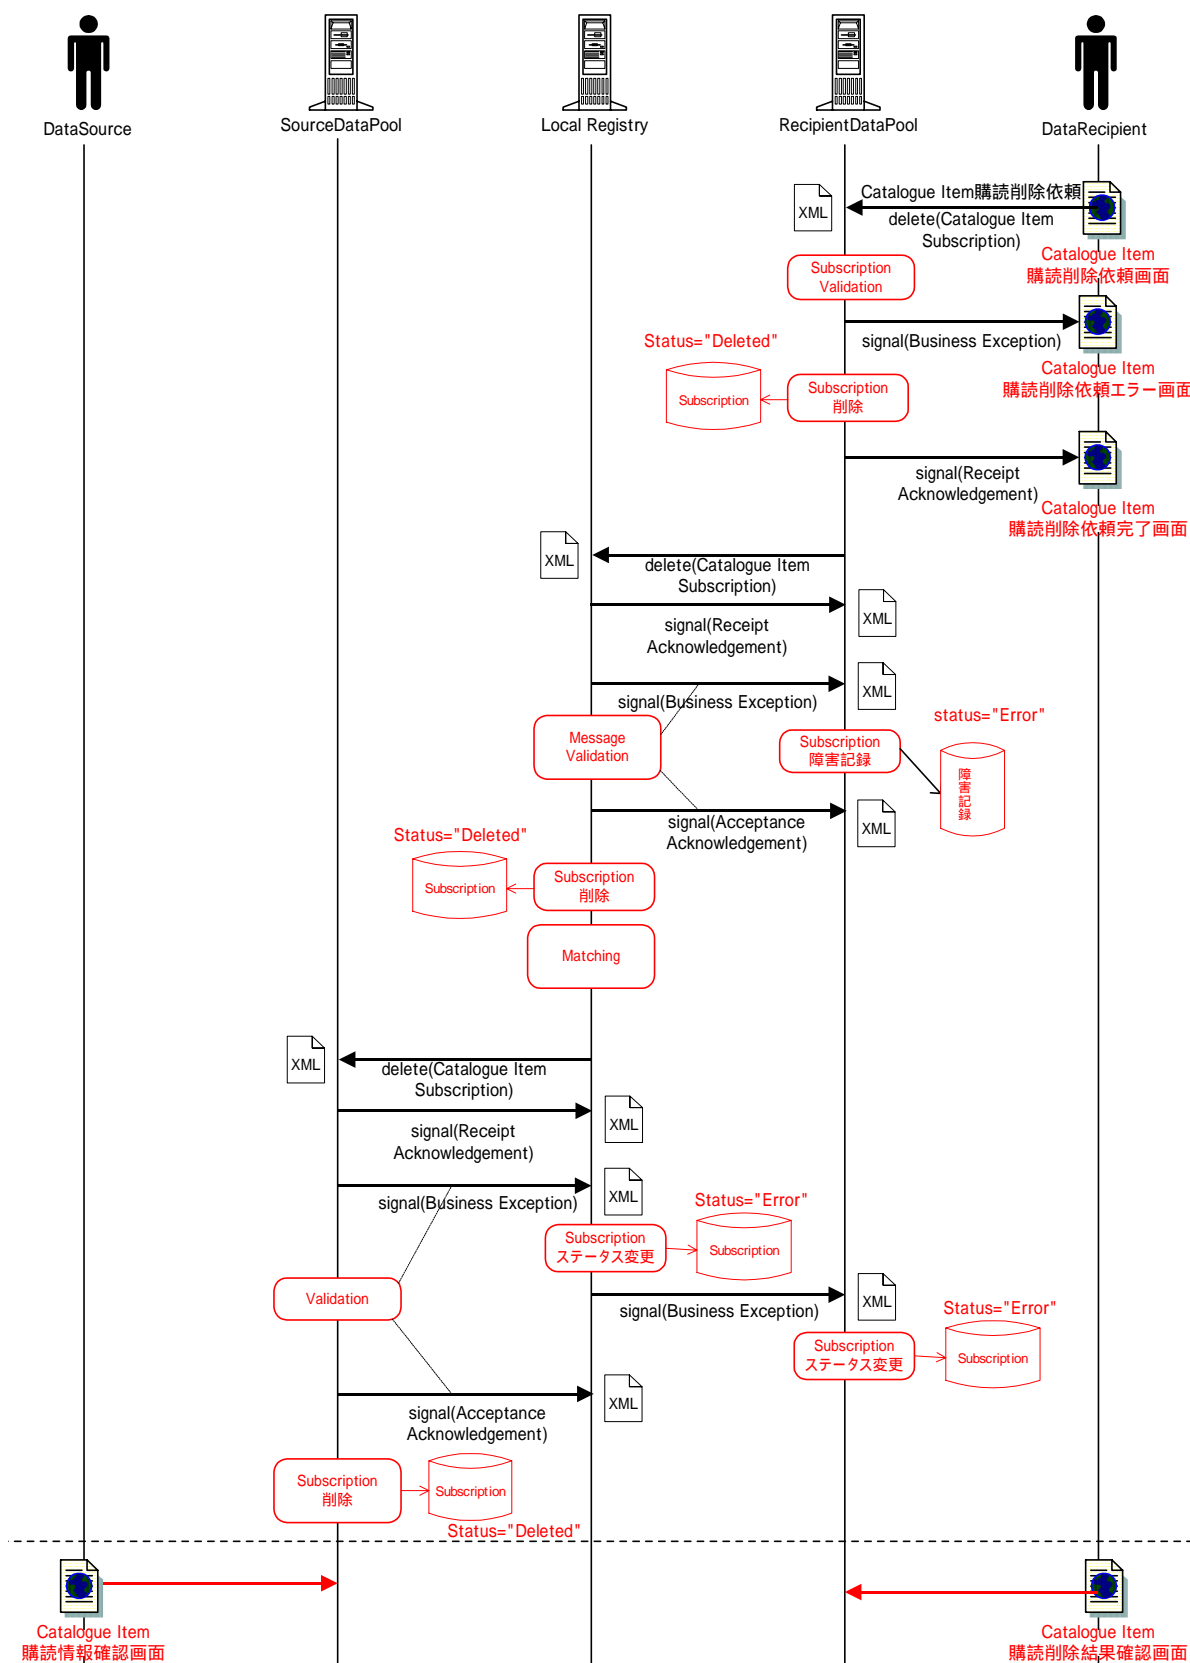 DataSource
SourceDataPool
Local Registry
RecipientDataPool
DataRecipient
XML
Catalogue Item購読削除依頼
delete(Catalogue Item
Subscription)
Catalogue Item
購読削除依頼画面
Subscription
Validation
signal(Business Exception)
Catalogue Item
購読削除依頼エラー画面
Status="Deleted"
Subscription
Subscription
削除
signal(Receipt
Acknowledgement)
Catalogue Item
購読削除依頼完了画面
XML
delete(Catalogue Item
Subscription)
signal(Receipt
Acknowledgement)
XML
signal(Business Exception)
XML
status="Error"
Message
Validation
Subscription
障害記録
障害記録
signal(Acceptance
Acknowledgement)
XML
Status="Deleted"
Subscription
Subscription
削除
Matching
XML
delete(Catalogue Item
Subscription)
signal(Receipt
Acknowledgement)
XML
signal(Business Exception)
XML
Status="Error"
Subscription
ステータス変更
Subscription
Validation
signal(Business Exception)
XML
Status="Error"
Subscription
ステータス変更
Subscription
signal(Acceptance
Acknowledgement)
XML
Subscription
削除
Subscription
Status="Deleted"
Catalogue Item
購読情報確認画面
Catalogue Item
購読削除結果確認画面